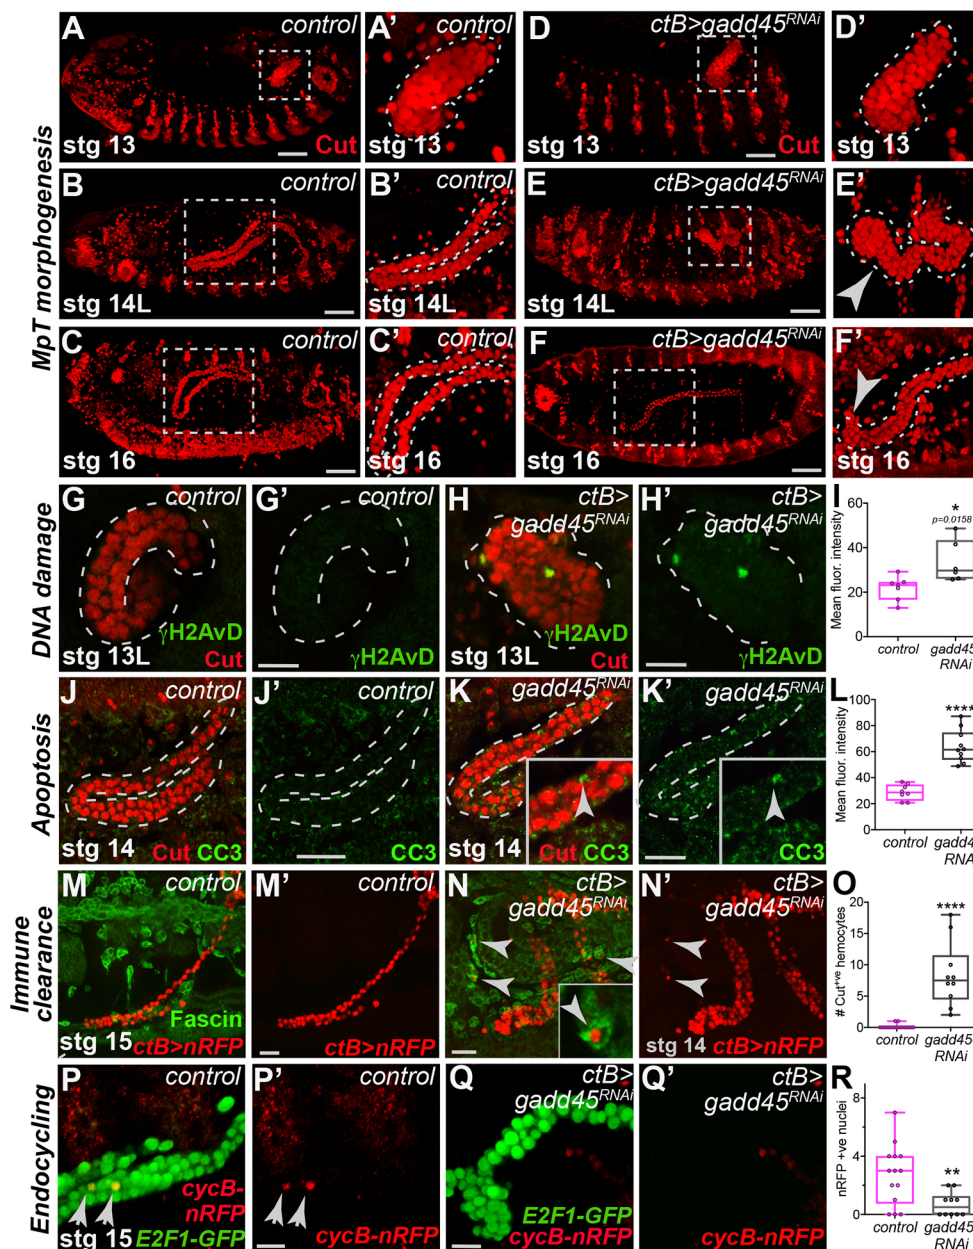 MpT morphogenesis
A
control
stg 13
Cut
A'
control
stg 13
D
ctB>gadd45RNAi
stg 13
Cut
D'
stg 13
B
control
stg 14L
B'
control
stg 14L
E
ctB>gadd45RNAi
stg 14L
E'
C
control
stg 16
C'
control
stg 16
F
ctB>gadd45RNAi
stg 16
F'
stg 16
DNA damage
G
control
γH2AvD
stg 13L
Cut
G'
control
γH2AvD
H
ctB>
gadd45RNAi
γH2AvD
stg 13L
Cut
H'
ctB>
gadd45RNAi
γH2AvD
I
Mean fluor. intensity
60
40
20
0
*
p=0.0158
control
gadd45
RNAi
Apoptosis
J
control
Cut CC3
J'
control
CC3
K
gadd45RNAi
stg 14
Cut CC3
K'
gadd45RNAi
CC3
stg 14
L
Mean fluor. intensity
100
80
60
40
20
0
****
control
gadd45
RNAi
Immune
clearance
M
control
Fascin
stg 15
ctB>nRFP
M'
control
N
ctB>
gadd45RNAi
N'
ctB>
gadd45RNAi
stg 14
ctB>nRFP
O
# Cut+ve hemocytes
20
15
10
5
0
****
control
gadd45
RNAi
Endocycling
P
control
cycB-
nRFP
stg 15
E2F1-GFP
P'
control
cycB-nRFP
Q
ctB>
gadd45RNAi
E2F1-GFP
cycB-nRFP
Q'
ctB>
gadd45RNAi
cycB-nRFP
R
nRFP +ve nuclei
8
4
0
**
control
gadd45
RNAi